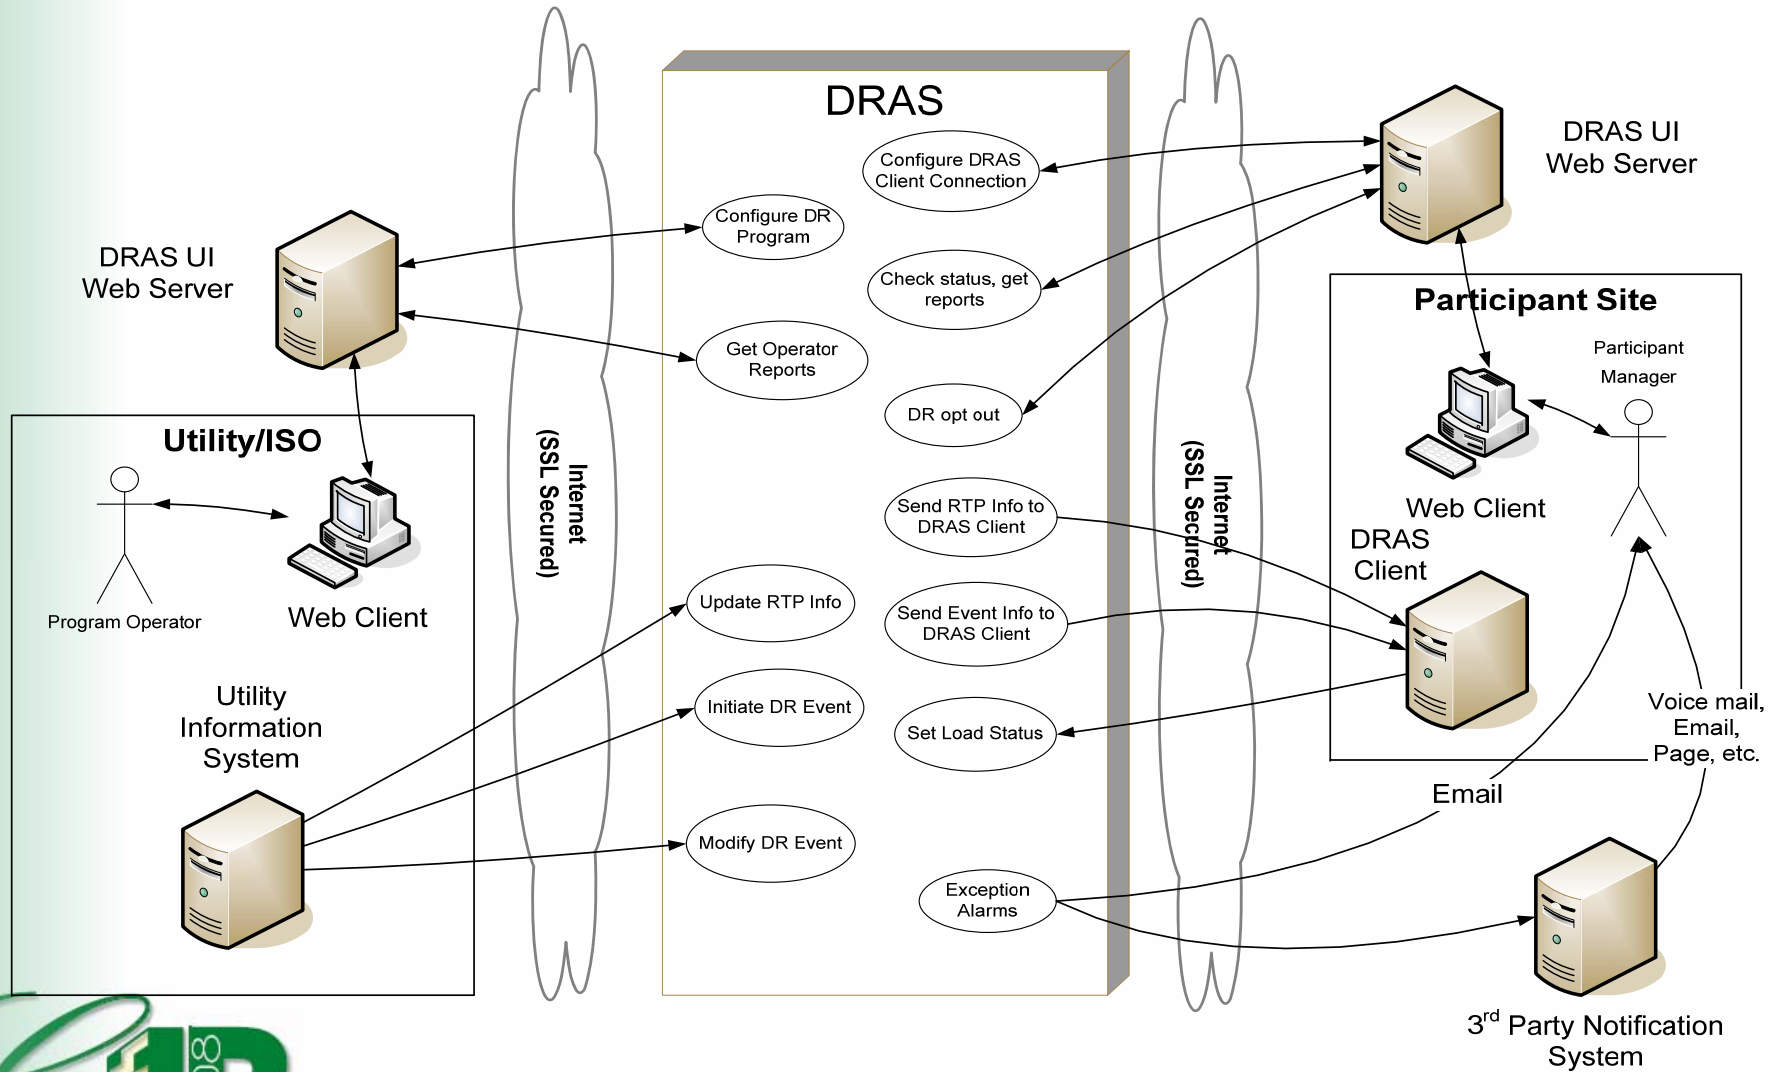 DRAS
Configure DRAS
Client Connection
DRAS UI
Web Server
Configure DR
Program
DRAS UI
Web Server
Check status, get
reports
Participant Site
Get Operator
Reports
Participant
Manager
DR opt out
Utility/ISO
Internet
(SSL Secured)
Internet
(SSL Secured)
Send RTP Info to
DRAS Client
Web Client
DRAS
Client
Program Operator
Web Client
Update RTP Info
Send Event Info to
DRAS Client
Utility
Information
System
Initiate DR Event
Set Load Status
Voice mail,
Email,
Page, etc.
Email
Modify DR Event
Exception
Alarms
3rd Party Notification
System